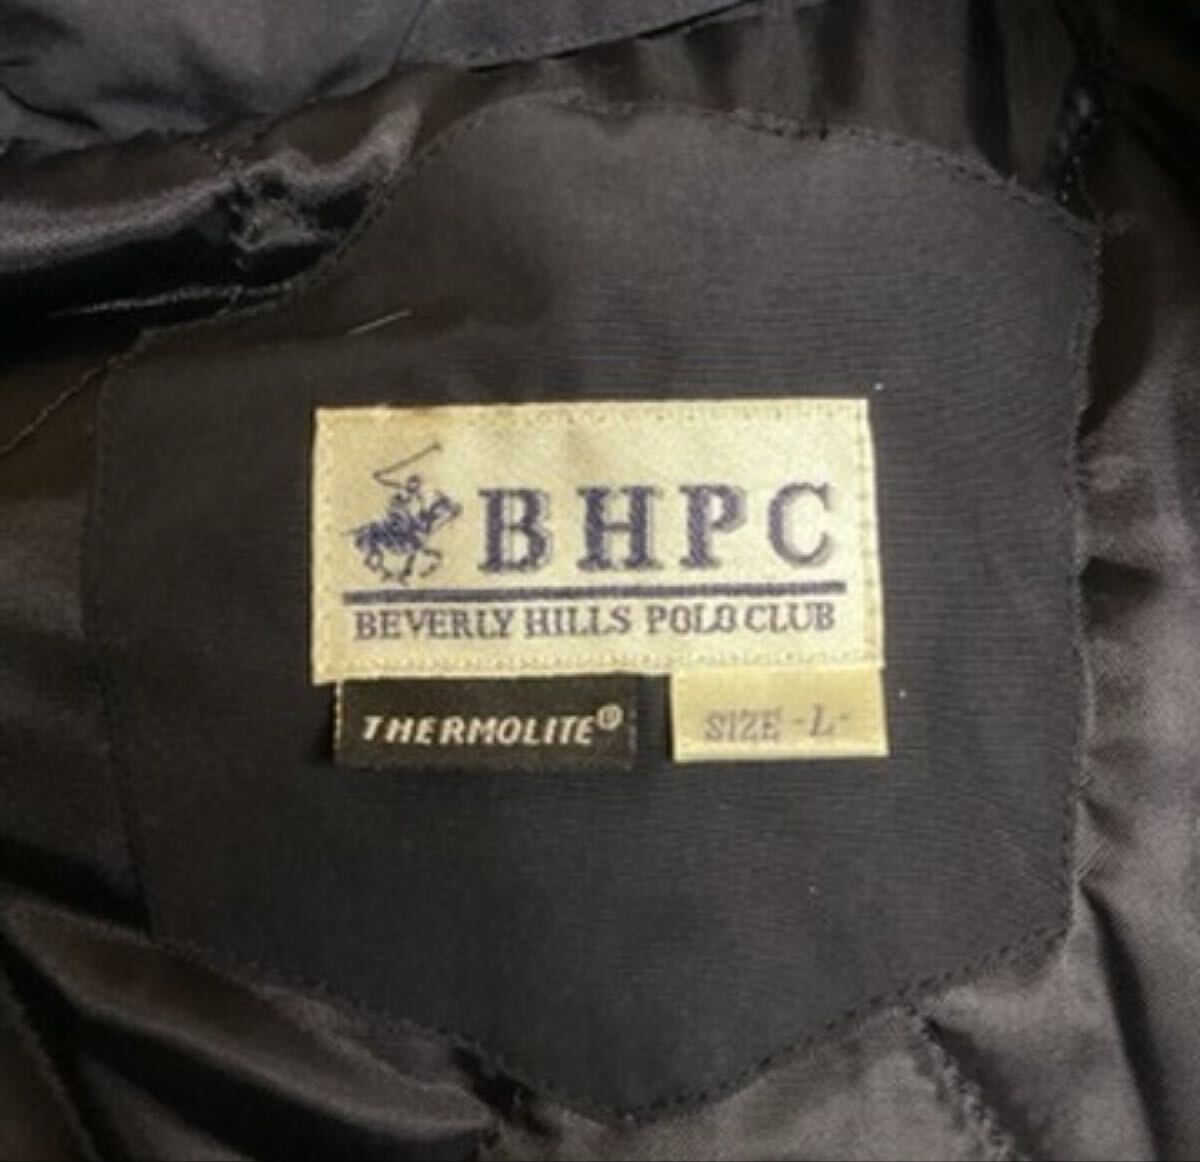 BHPC
BEVERLY HILLS POLO CLUB
THERMOLITE®
SIZE -L-